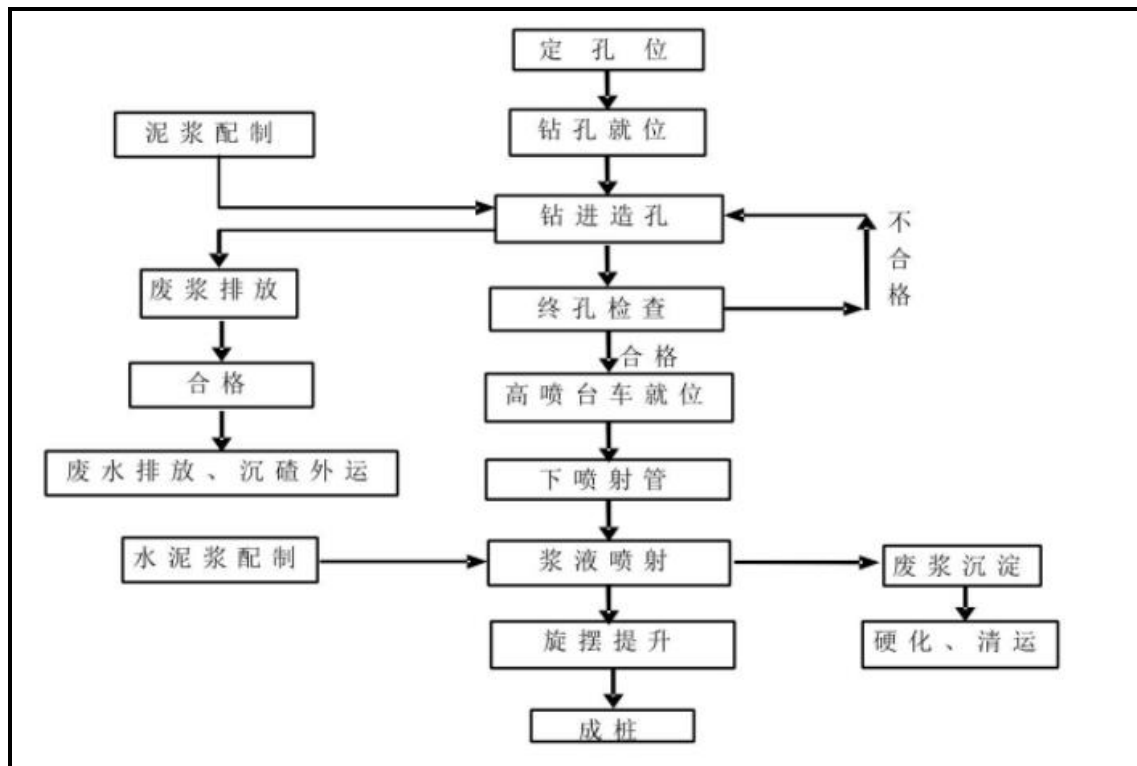 定孔位
钻孔就位
泥浆配制
钻进造孔
不合格
废浆排放
终孔检查
合格
合格
高喷台车就位
废水排放、沉碴外运
下喷射管
水泥浆配制
浆液喷射
废浆沉淀
旋摆提升
硬化、清运
成桩